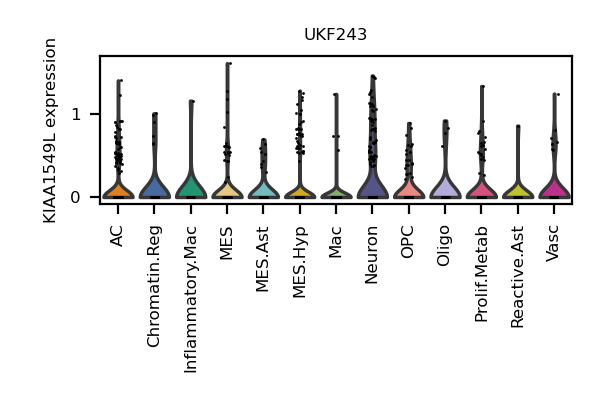 UKF243
KIAA1549L expression
1
0
AC
Chromatin.Reg
Inflammatory.Mac
MES
MES.Ast
MES.Hyp
Mac
Neuron
OPC
Oligo
Prolif.Metab
Reactive.Ast
Vasc